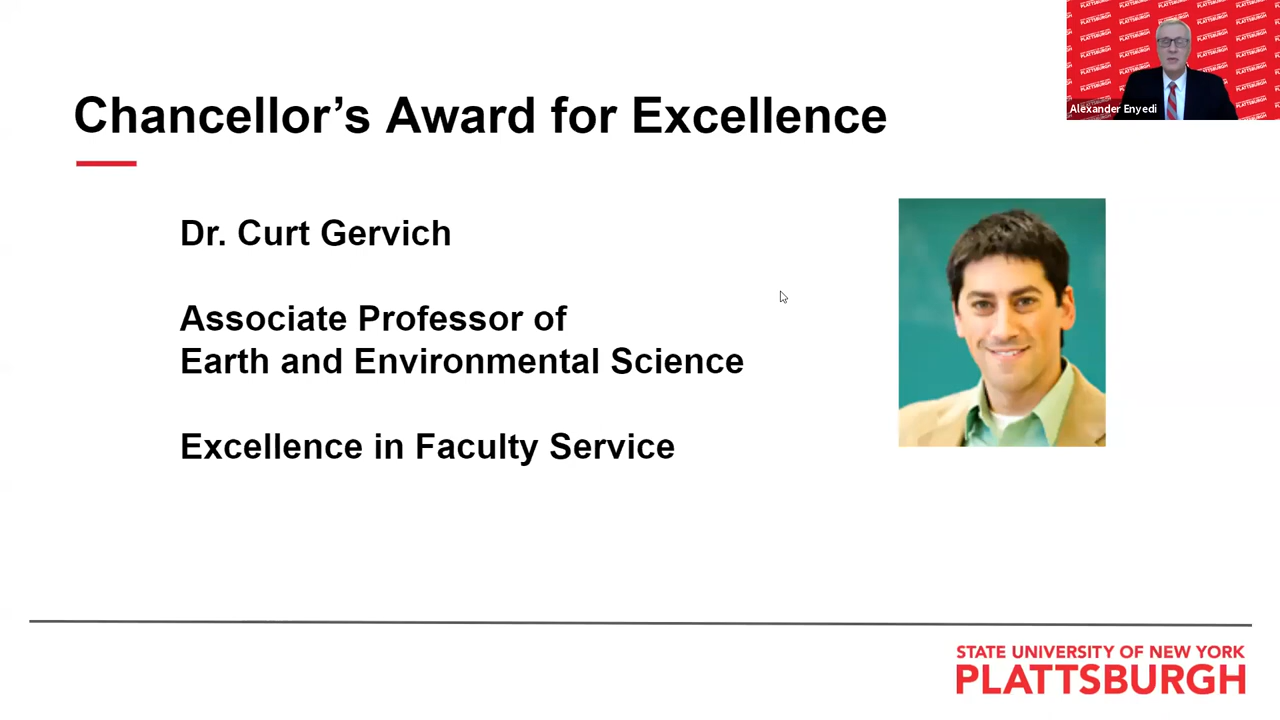 Chancellor’s Award for Excellence
Dr. Curt Gervich
Associate Professor of
Earth and Environmental Science
Excellence in Faculty Service
Alexander Enyedi
PLATTSBURGH
STATE UNIVERSITY OF NEW YORK
PLATTSBURGH